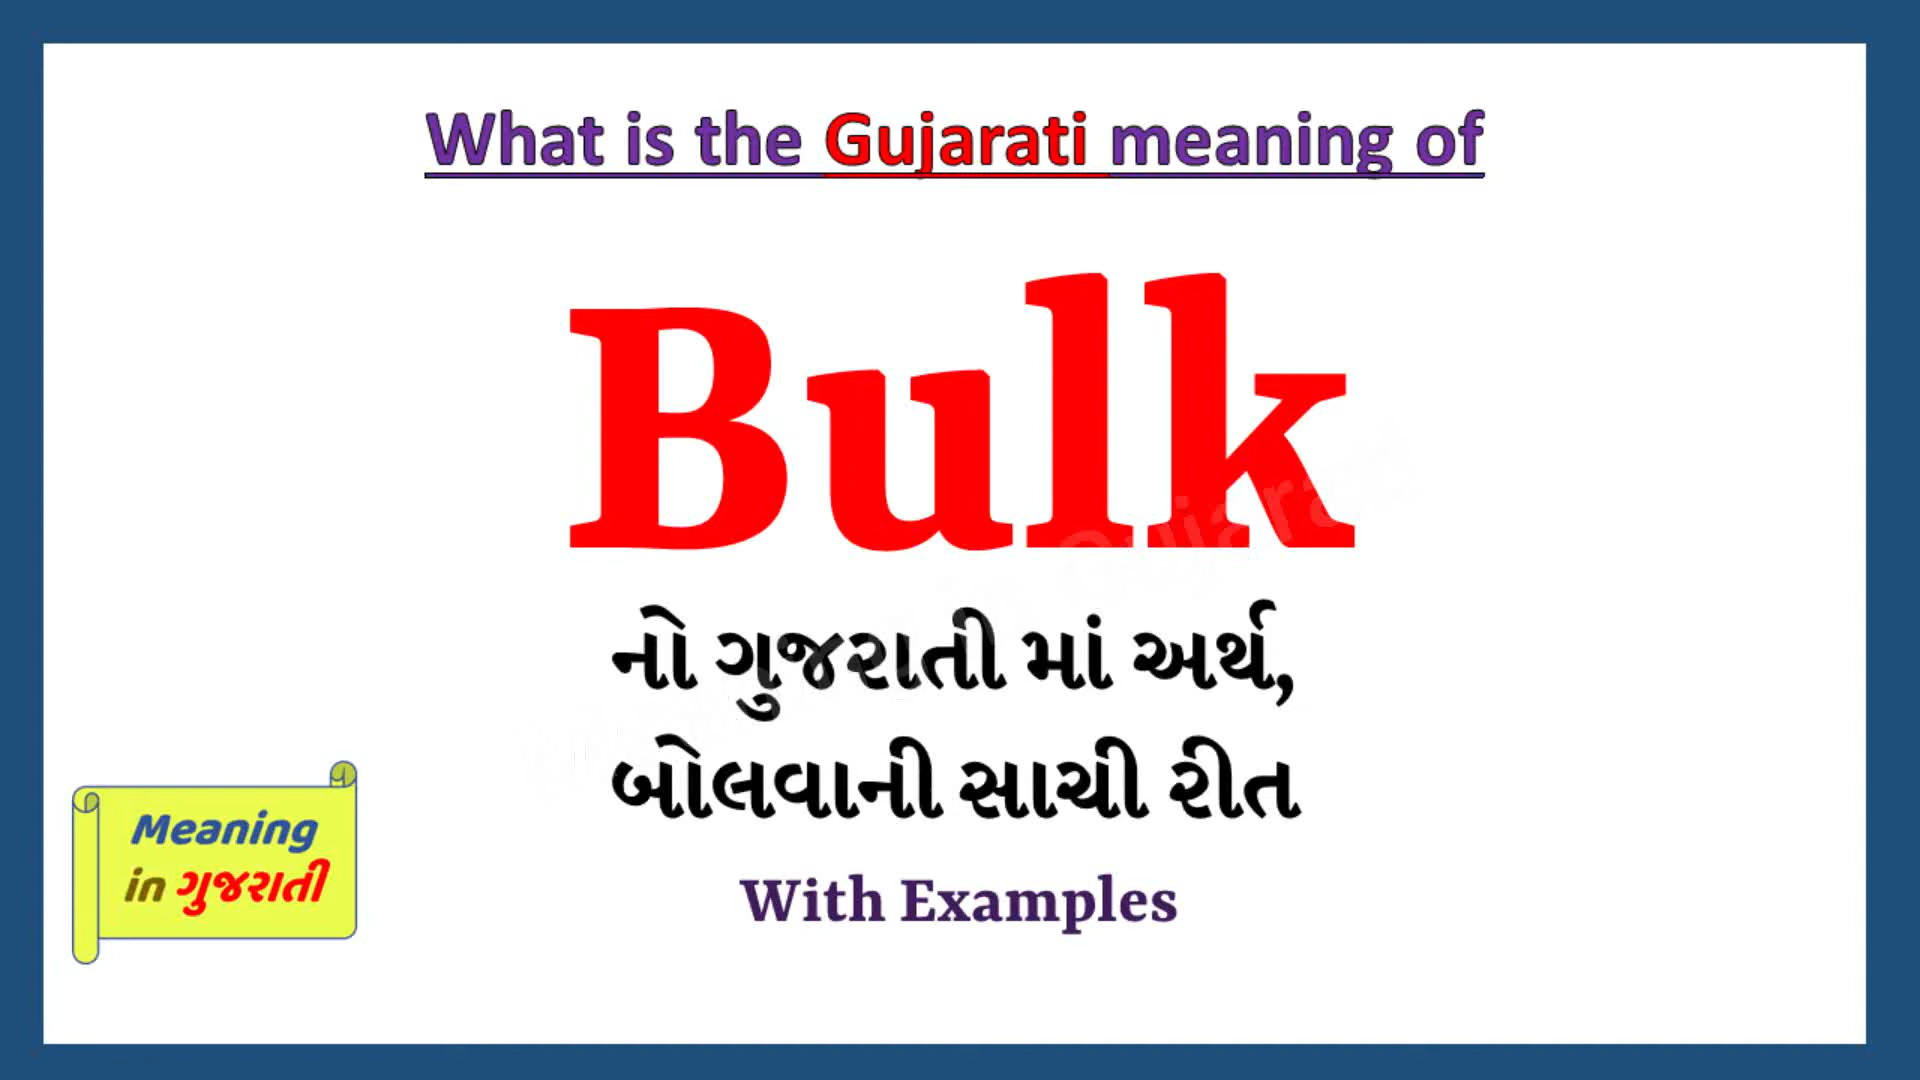 What is the Gujarati meaning of
Bulk
નો ગુજરાતી માં અર્થ,
બોલવાની સાચી રીત
With Examples
Meaning
in ગુજરાતી